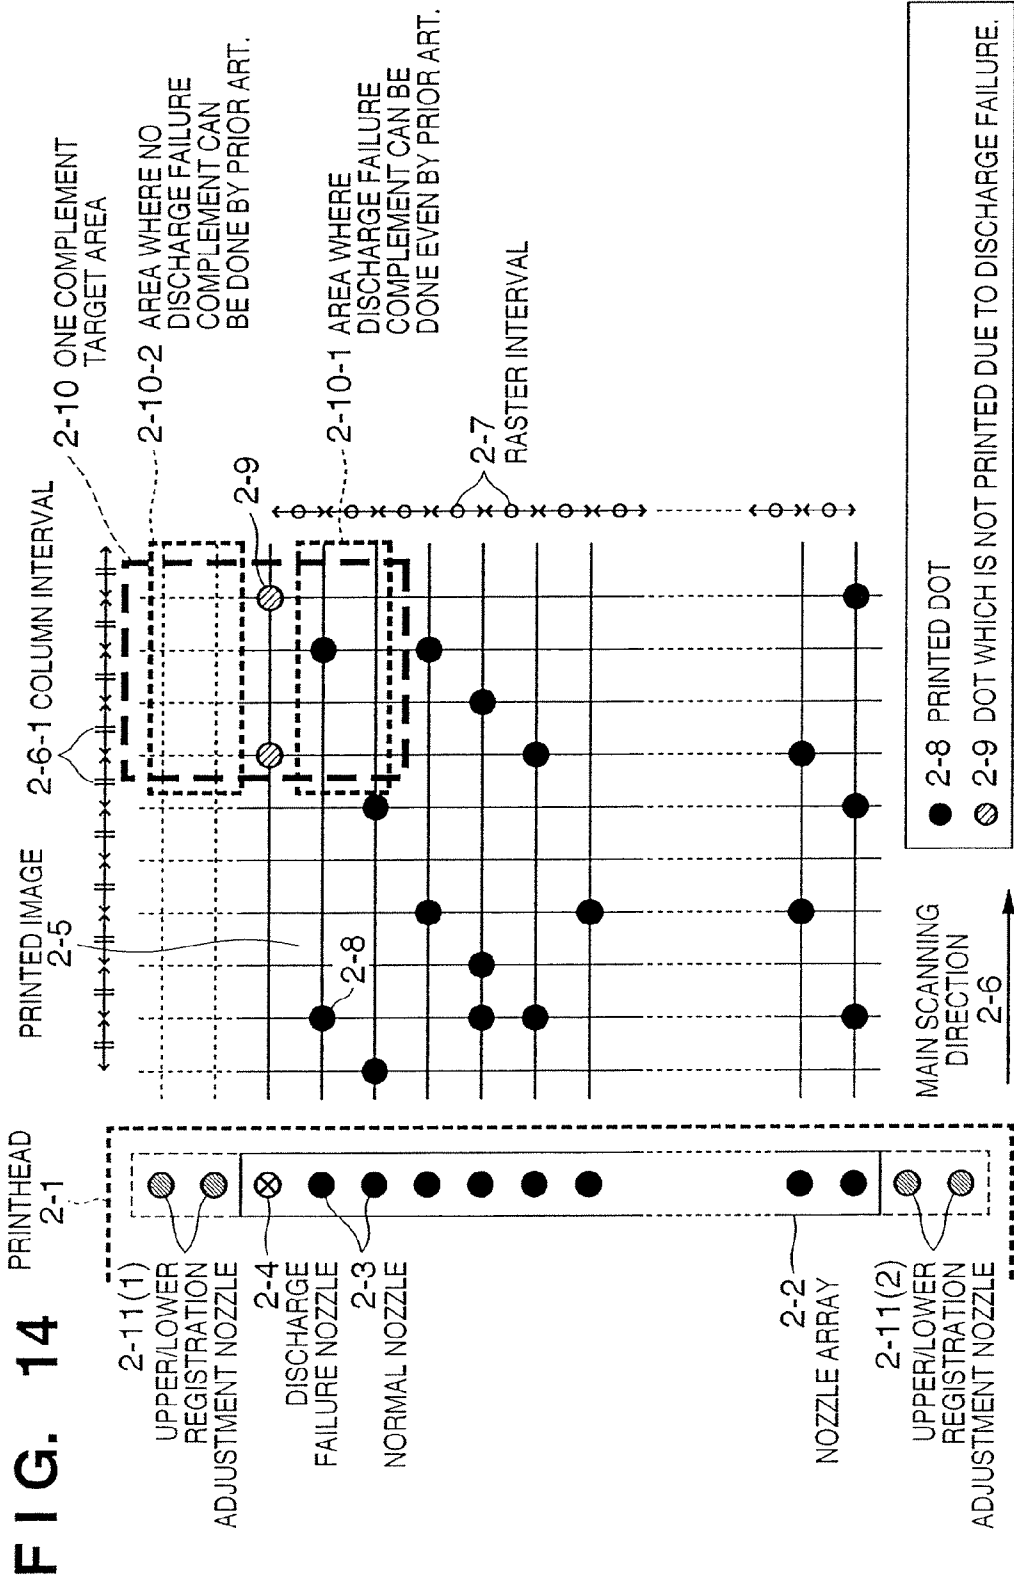 FIG. 14
PRINTHEAD
2-1
2-11(1)
UPPER/LOWER
REGISTRATION
ADJUSTMENT NOZZLE
2-4
DISCHARGE
FAILURE NOZZLE
2-3
NORMAL NOZZLE
2-2
NOZZLE ARRAY
2-11(2)
UPPER/LOWER
REGISTRATION
ADJUSTMENT NOZZLE
PRINTED IMAGE
2-5
2-8
2-6-1 COLUMN INTERVAL
2-9
2-10 ONE COMPLEMENT
TARGET AREA
2-10-2 AREA WHERE NO
DISCHARGE FAILURE
COMPLEMENT CAN
BE DONE BY PRIOR ART.
2-10-1 AREA WHERE
DISCHARGE FAILURE
COMPLEMENT CAN BE
DONE EVEN BY PRIOR ART.
2-7
RASTER INTERVAL
MAIN SCANNING
DIRECTION
2-6
2-8 PRINTED DOT
2-9 DOT WHICH IS NOT PRINTED DUE TO DISCHARGE FAILURE.